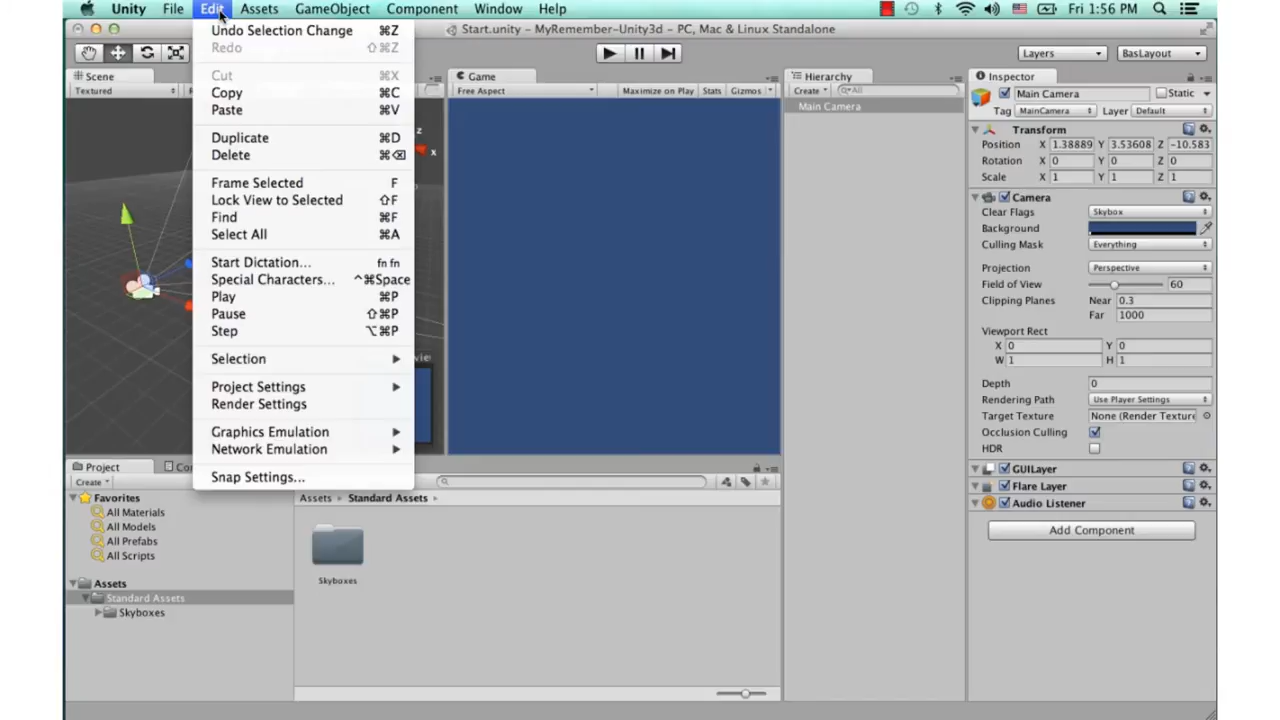 Unity File Edit Assets GameObject Component Window Help Fri 1:56 PM
Start.unity - MyRemember-Unity3d - PC, Mac & Linux Standalone
Layers BasLayout
Undo Selection Change ⌘Z
Redo ⇧⌘Z
Cut ⌘X
Copy ⌘C
Paste ⌘V
Duplicate ⌘D
Delete ⌘⌫
Frame Selected F
Lock View to Selected ⇧F
Find ⌘F
Select All ⌘A
Start Dictation... fn fn
Special Characters... ^⌘Space
Play ⌘P
Pause ⇧⌘P
Step ⌥⌘P
Selection
Project Settings
Render Settings
Graphics Emulation
Network Emulation
Snap Settings...
Scene
Textured
z
x
Game
Free Aspect Maximize on Play Stats Gizmos
Hierarchy
Create All
Main Camera
Inspector
Main Camera Static
Tag MainCamera Layer Default
Transform
Position X 1.38889 Y 3.53608 Z -10.583
Rotation X 0 Y 0 Z 0
Scale X 1 Y 1 Z 1
Camera
Clear Flags Skybox
Background
Culling Mask Everything
Projection Perspective
Field of View 60
Clipping Planes Near 0.3
Far 1000
Viewport Rect
X 0 Y 0
W 1 H 1
Depth 0
Rendering Path Use Player Settings
Target Texture None (Render Texture
Occlusion Culling
HDR
GUILayer
Flare Layer
Audio Listener
Add Component
Project
Create
Favorites
All Materials
All Models
All Prefabs
All Scripts
Assets
Standard Assets
Skyboxes
Assets Standard Assets
Skyboxes